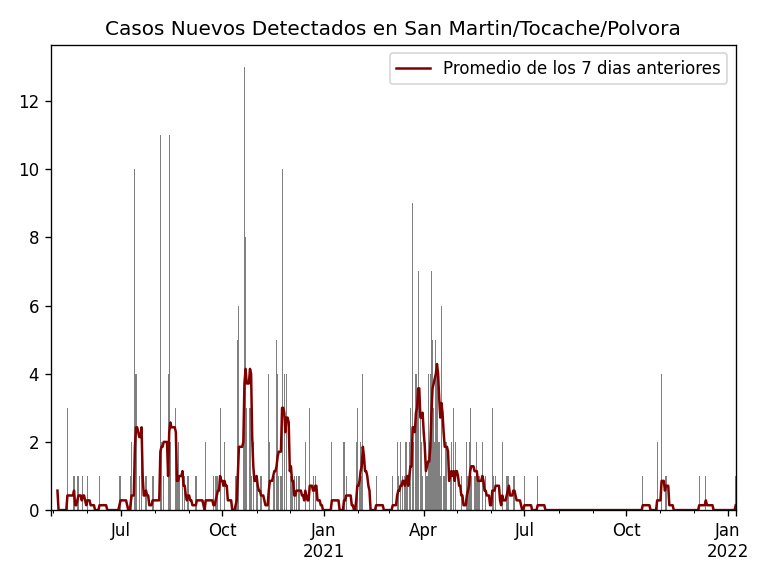 Casos Nuevos Detectados en San Martin/Tocache/Polvora
Promedio de los 7 dias anteriores
12
10
8
6
4
2
0
Jul
Oct
Jan
2021
Apr
Jul
Oct
Jan
2022